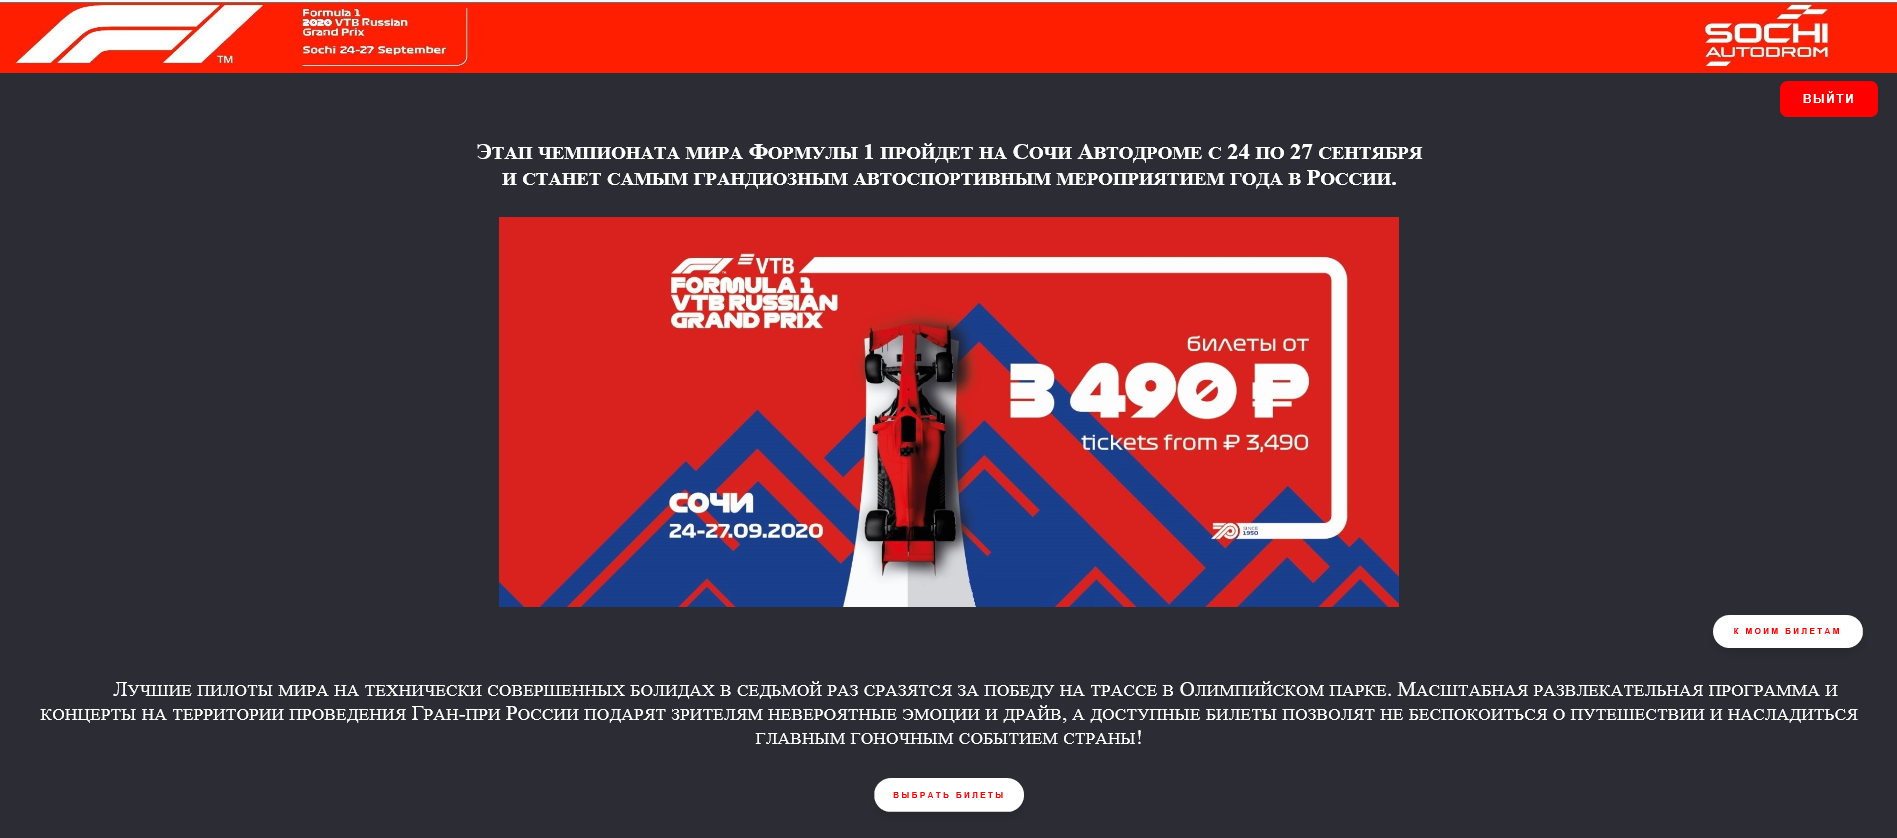 Formula 1
2020 VTB Russian
Grand Prix
Sochi 24-27 September
TM
SOCHI
AUTODROM
ВЫЙТИ
Этап чемпионата мира Формулы 1 пройдет на Сочи Автодроме с 24 по 27 сентября
и станет самым грандиозным автоспортивным мероприятием года в России.
VTB
FORMULA 1
VTB RUSSIAN
GRAND PRIX
билеты от
3 490 ₽
tickets from ₽ 3,490
СОЧИ
24-27.09.2020
70 SINCE
1950
К МОИМ БИЛЕТАМ
Лучшие пилоты мира на технически совершенных болидах в седьмой раз сразятся за победу на трассе в Олимпийском парке. Масштабная развлекательная программа и
концерты на территории проведения Гран-при России подарят зрителям невероятные эмоции и драйв, а доступные билеты позволят не беспокоиться о путешествии и насладиться
главным гоночным событием страны!
ВЫБРАТЬ БИЛЕТЫ